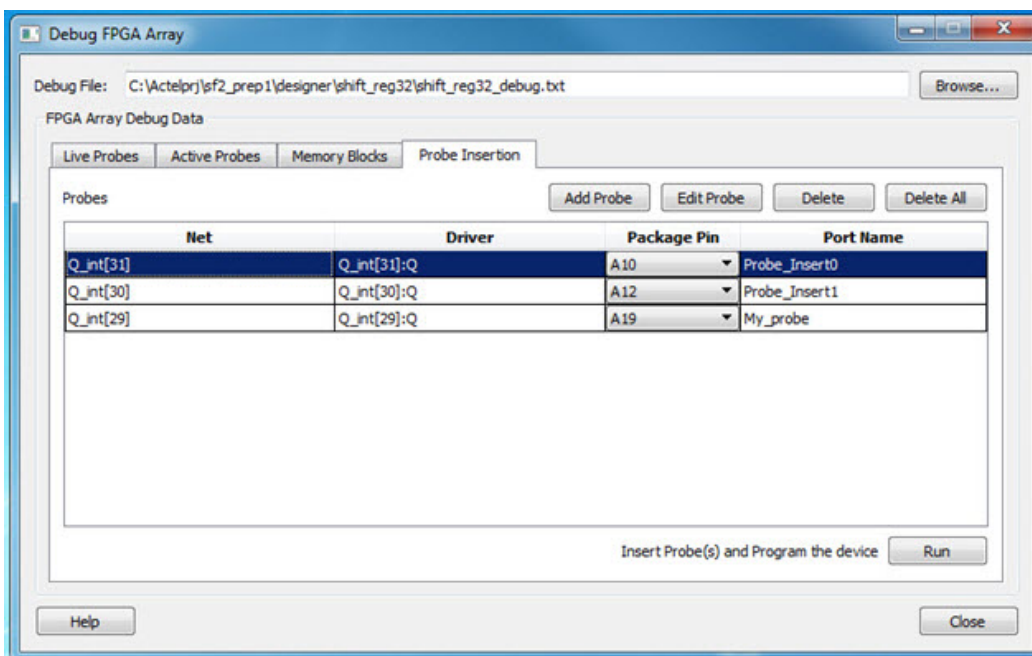 Debug FPGA Array
Debug File: C:\Actelprj\sf2_prep1\designer\shift_reg32\shift_reg32_debug.txt Browse...
FPGA Array Debug Data
Live Probes Active Probes Memory Blocks Probe Insertion
Probes Add Probe Edit Probe Delete Delete All
Net Driver Package Pin Port Name
Q_int[31] Q_int[31]:Q A10 Probe_Insert0
Q_int[30] Q_int[30]:Q A12 Probe_Insert1
Q_int[29] Q_int[29]:Q A19 My_probe
Insert Probe(s) and Program the device Run
Help Close